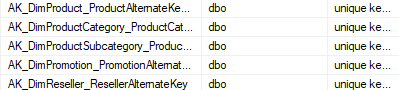 AK_DimProduct_ProductAlternateKe... dbo unique ke...
AK_DimProductCategory_ProductCat... dbo unique ke...
AK_DimProductSubcategory_Produc... dbo unique ke...
AK_DimPromotion_PromotionAlternat... dbo unique ke...
AK_DimReseller_ResellerAlternateKey dbo unique ke...